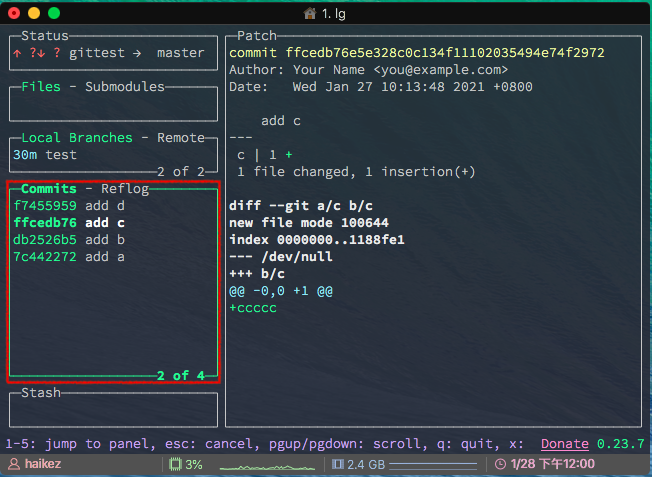 1. lg
Status
↑ ?↓ ? gittest → master
Files - Submodules
Local Branches - Remote
30m test
2 of 2
Commits - Reflog
f7455959 add d
ffcedb76 add c
db2526b5 add b
7c442272 add a
2 of 4
Stash
Patch
commit ffcedb76e5e328c0c134f11102035494e74f2972
Author: Your Name <you@example.com>
Date:   Wed Jan 27 10:13:48 2021 +0800
add c
---
c | 1 +
1 file changed, 1 insertion(+)
diff --git a/c b/c
new file mode 100644
index 0000000..1188fe1
--- /dev/null
+++ b/c
@@ -0,0 +1 @@
+ccccc
1-5: jump to panel, esc: cancel, pgup/pgdown: scroll, q: quit, x: Donate 0.23.7
haikez 3% 2.4 GB 1/28 下午12:00